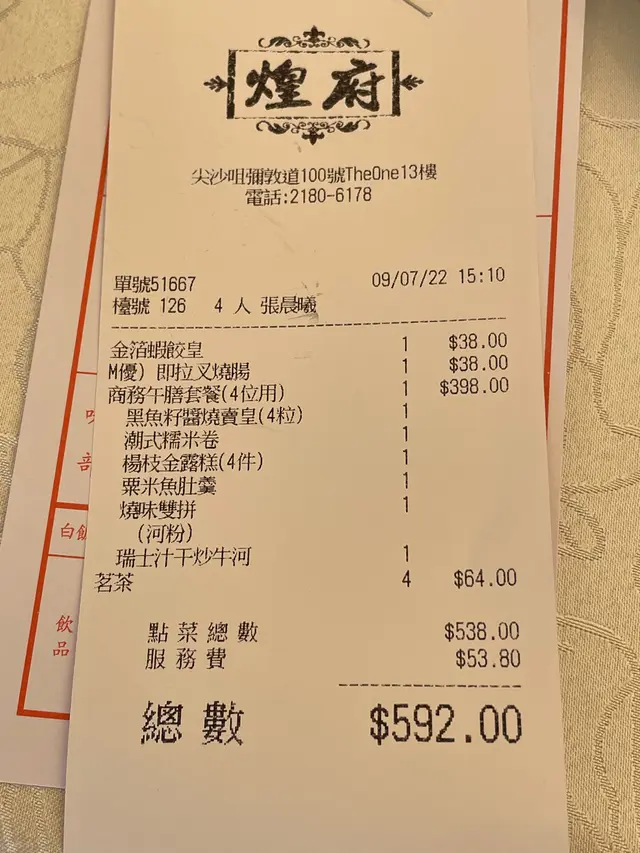 煌府
尖沙咀彌敦道100號TheOne13樓
電話:2180-6178
單號51667 09/07/22 15:10
檯號 126 4 人 張晨曦
金箔蝦餃皇 1 $38.00
M優) 即拉叉燒腸 1 $38.00
商務午膳套餐(4位用) 1 $398.00
黑魚籽醬燒賣皇(4粒) 1
潮式糯米卷 1
楊枝金露糕(4件) 1
粟米魚肚羹 1
燒味雙拼 1
(河粉)
瑞士汁干炒牛河 1
茗茶 4 $64.00
點菜總數 $538.00
服務費 $53.80
總數 $592.00
部
白飯
飲
品